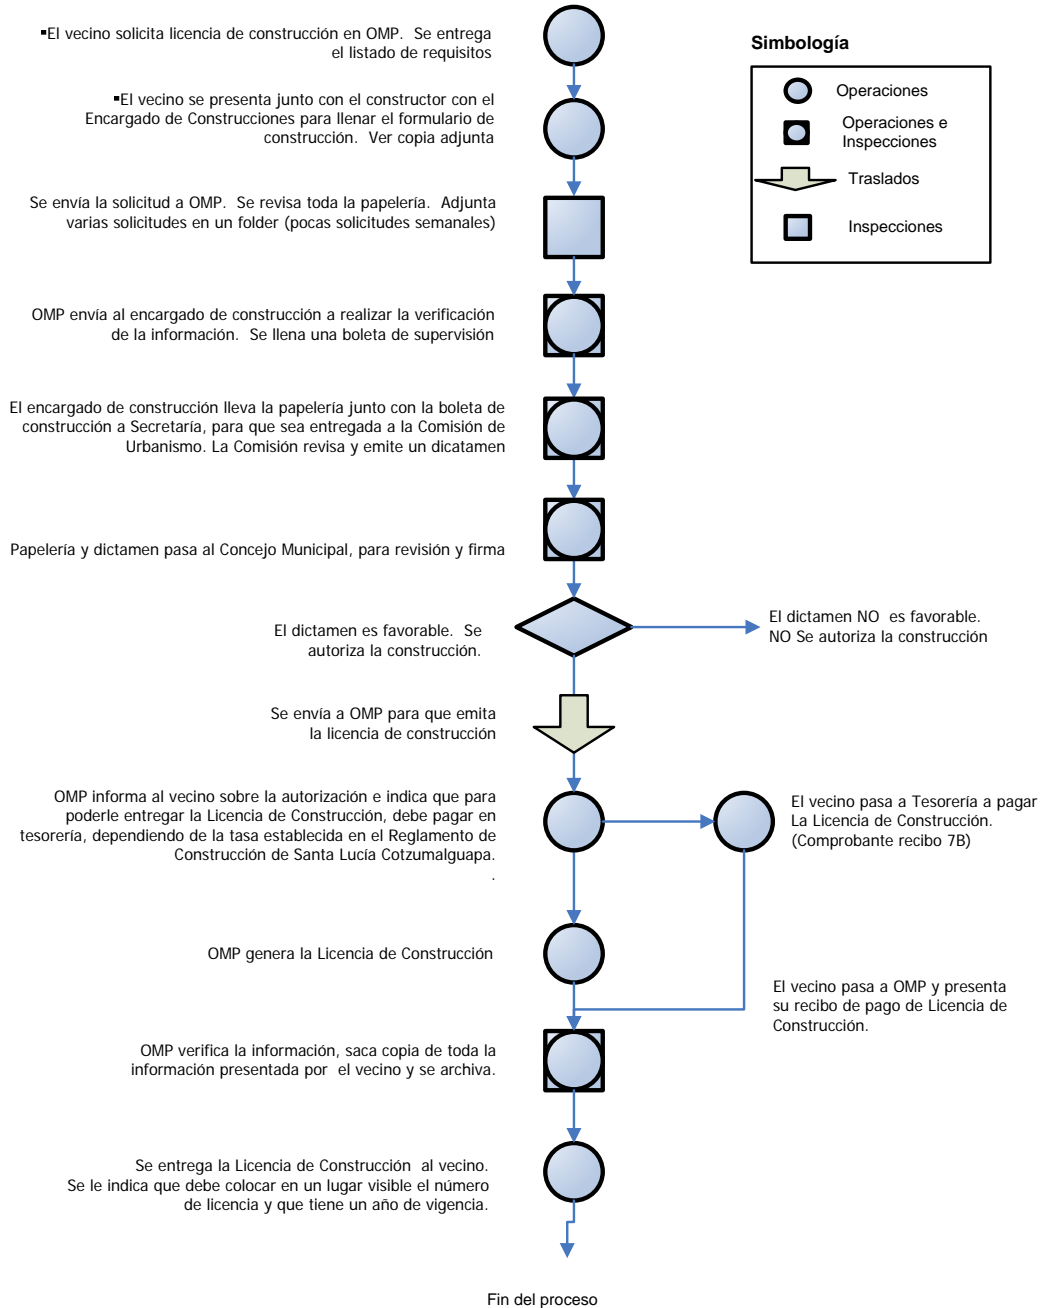 ▪El vecino solicita licencia de construcción en OMP.  Se entrega
el listado de requisitos
Simbología
Operaciones
Operaciones e
Inspecciones
Traslados
Inspecciones
▪El vecino se presenta junto con el constructor con el
Encargado de Construcciones para llenar el formulario de
construcción.  Ver copia adjunta
Se envía la solicitud a OMP.  Se revisa toda la papelería.  Adjunta
varias solicitudes en un folder (pocas solicitudes semanales)
OMP envía al encargado de construcción a realizar la verificación
de la información.  Se llena una boleta de supervisión
El encargado de construcción lleva la papelería junto con la boleta de
construcción a Secretaría, para que sea entregada a la Comisión de
Urbanismo. La Comisión revisa y emite un dicatamen
Papelería y dictamen pasa al Concejo Municipal, para revisión y firma
El dictamen es favorable.  Se
autoriza la construcción.
El dictamen NO  es favorable.
NO Se autoriza la construcción
Se envía a OMP para que emita
la licencia de construcción
OMP informa al vecino sobre la autorización e indica que para
poderle entregar la Licencia de Construcción, debe pagar en
tesorería, dependiendo de la tasa establecida en el Reglamento de
Construcción de Santa Lucía Cotzumalguapa.
.
El vecino pasa a Tesorería a pagar
La Licencia de Construcción.
(Comprobante recibo 7B)
OMP genera la Licencia de Construcción
El vecino pasa a OMP y presenta
su recibo de pago de Licencia de
Construcción.
OMP verifica la información, saca copia de toda la
información presentada por  el vecino y se archiva.
Se entrega la Licencia de Construcción  al vecino.
Se le indica que debe colocar en un lugar visible el número
de licencia y que tiene un año de vigencia.
Fin del proceso